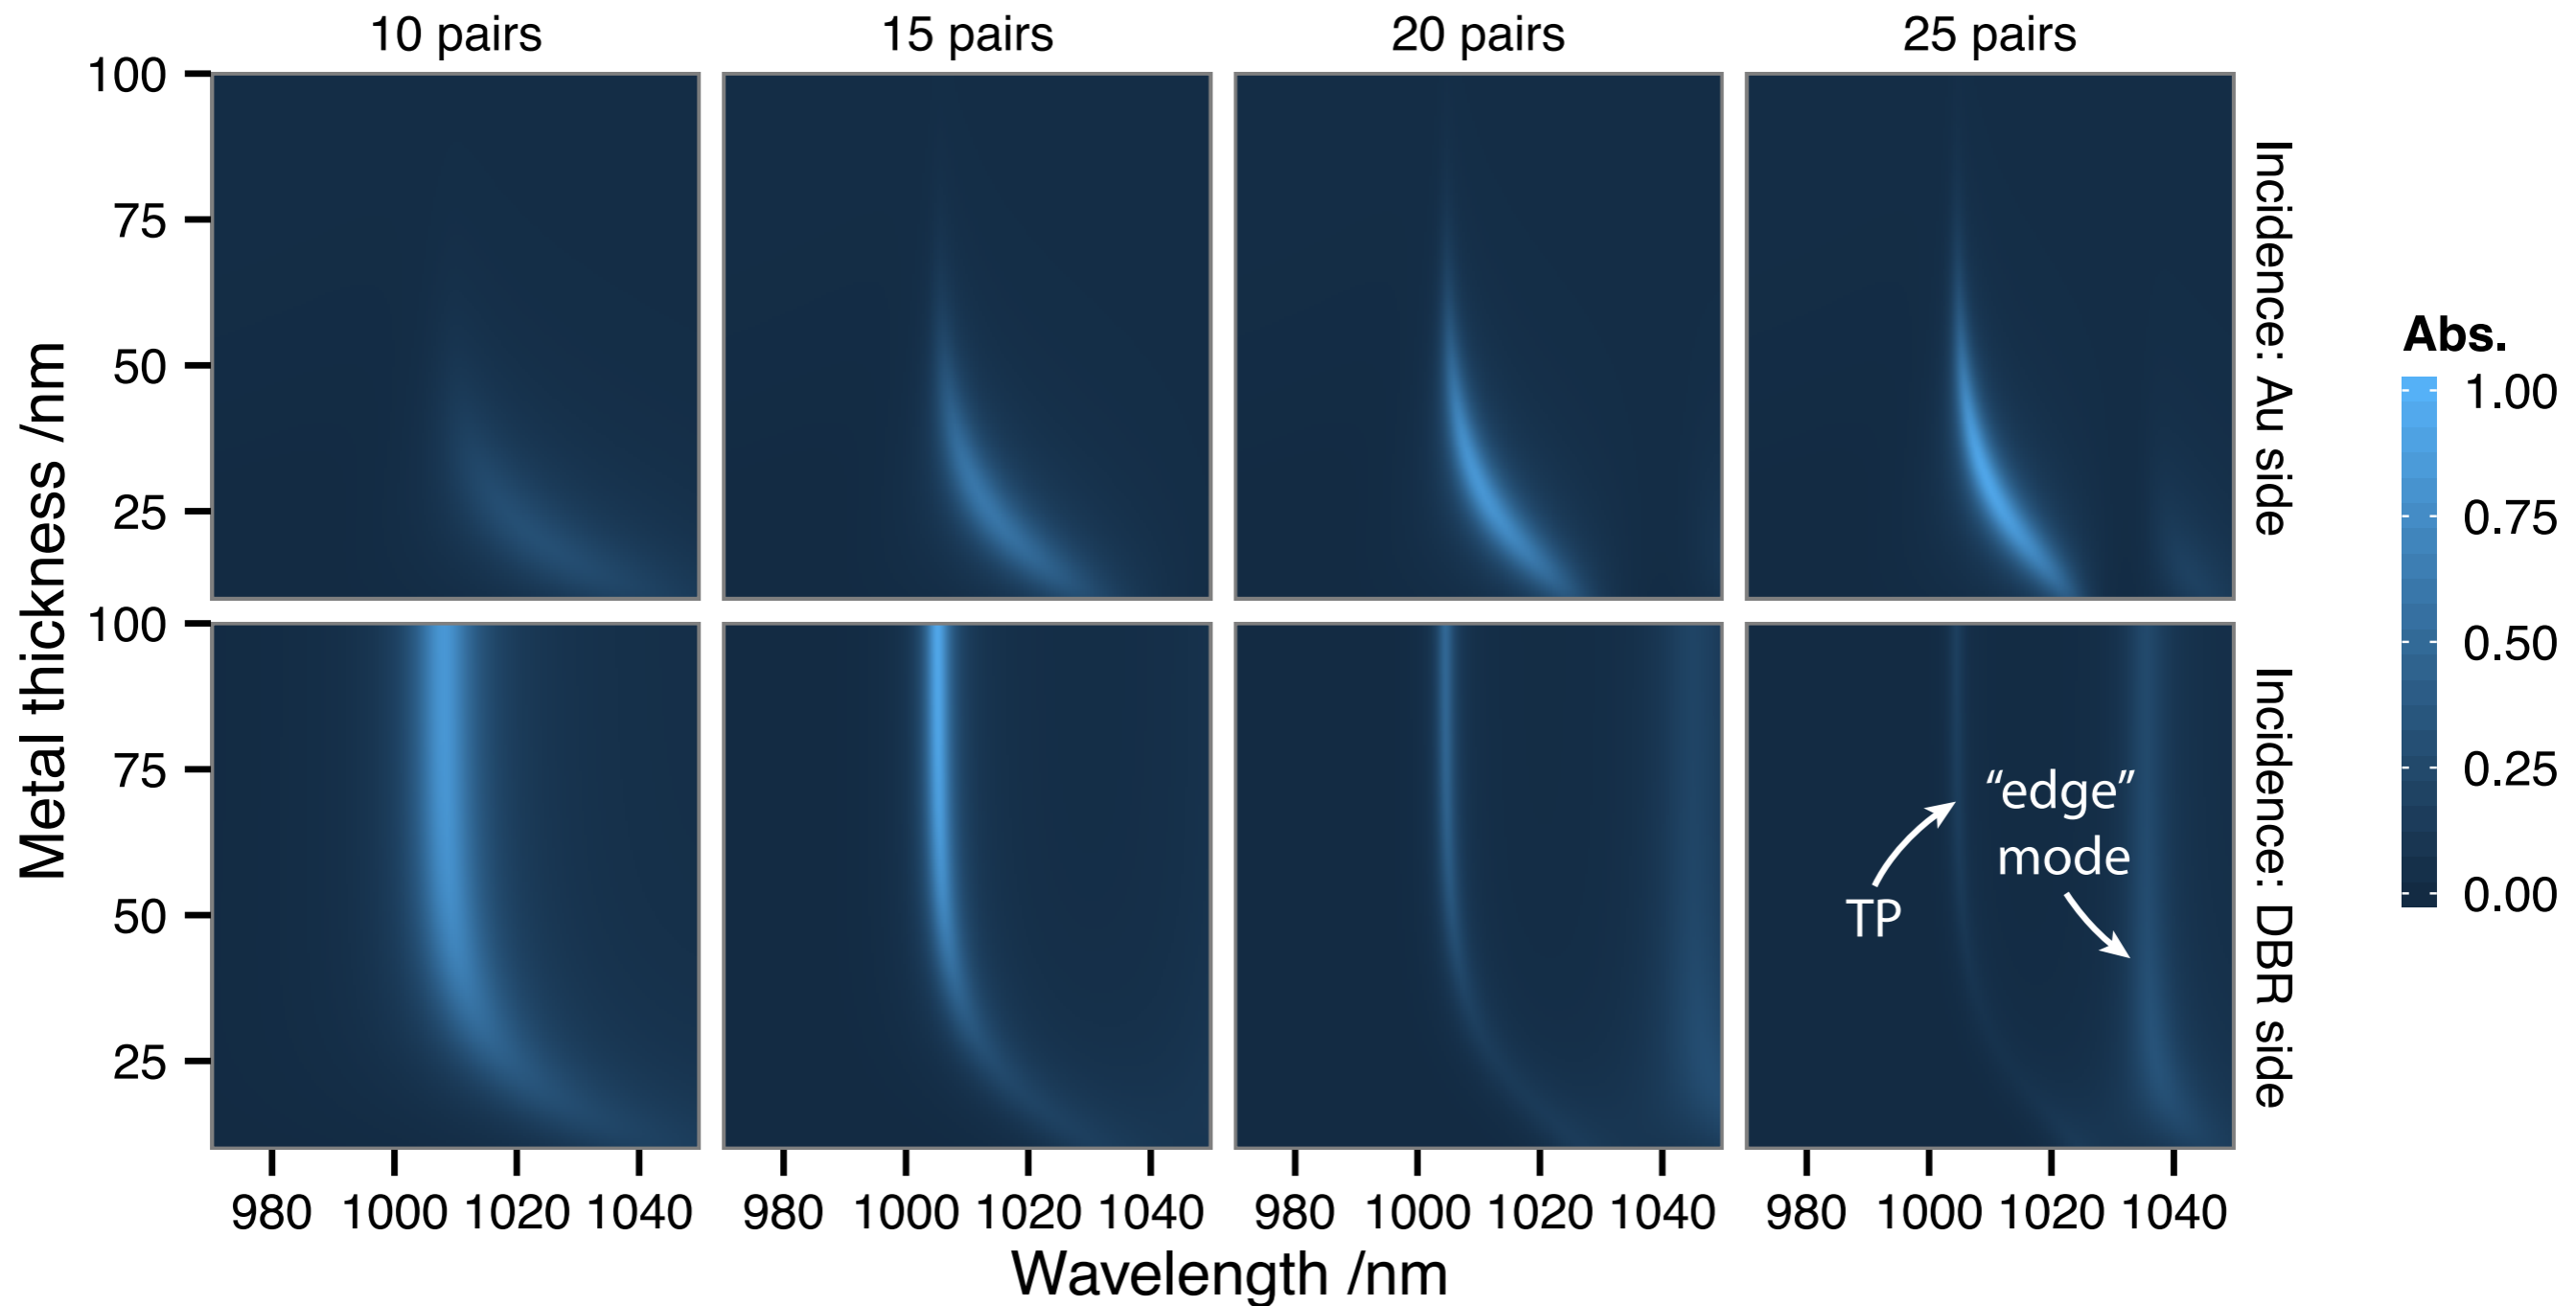 10 pairs 15 pairs 20 pairs 25 pairs
100
75
50
25
Incidence: Au side
100
75
50
25
Incidence: DBR side
Metal thickness /nm
“edge”
mode
TP
980 1000 1020 1040 980 1000 1020 1040 980 1000 1020 1040 980 1000 1020 1040
Wavelength /nm
Abs.
1.00
0.75
0.50
0.25
0.00